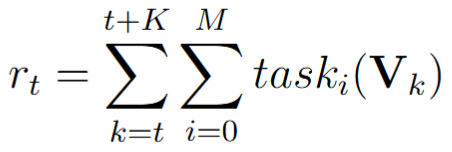 r_t = \sum_{k=t}^{t+K} \sum_{i=0}^{M} task_i(\mathbf{V}_k)